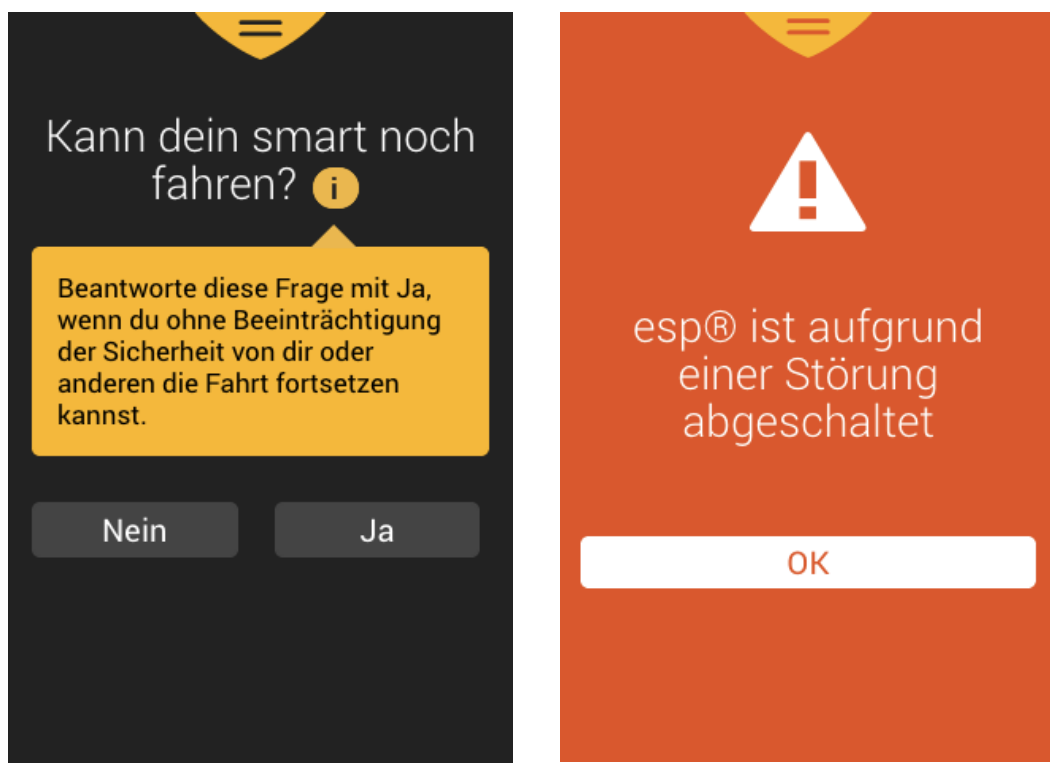 Kann dein smart noch
fahren? i
Beantworte diese Frage mit Ja,
wenn du ohne Beeinträchtigung
der Sicherheit von dir oder
anderen die Fahrt fortsetzen
kannst.
Nein
Ja
esp® ist aufgrund
einer Störung
abgeschaltet
OK